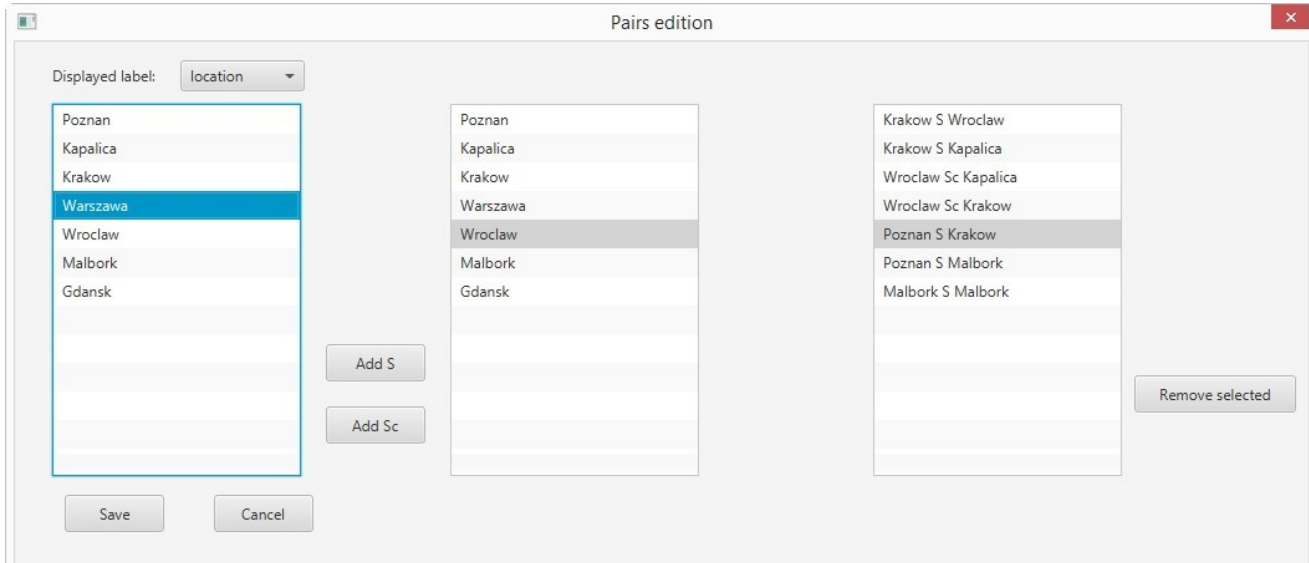 Pairs edition
Displayed label: location
Poznan
Kapalica
Krakow
Warszawa
Wroclaw
Malbork
Gdansk
Add S
Add Sc
Poznan
Kapalica
Krakow
Warszawa
Wroclaw
Malbork
Gdansk
Krakow S Wroclaw
Krakow S Kapalica
Wroclaw Sc Kapalica
Wroclaw Sc Krakow
Poznan S Krakow
Poznan S Malbork
Malbork S Malbork
Remove selected
Save
Cancel